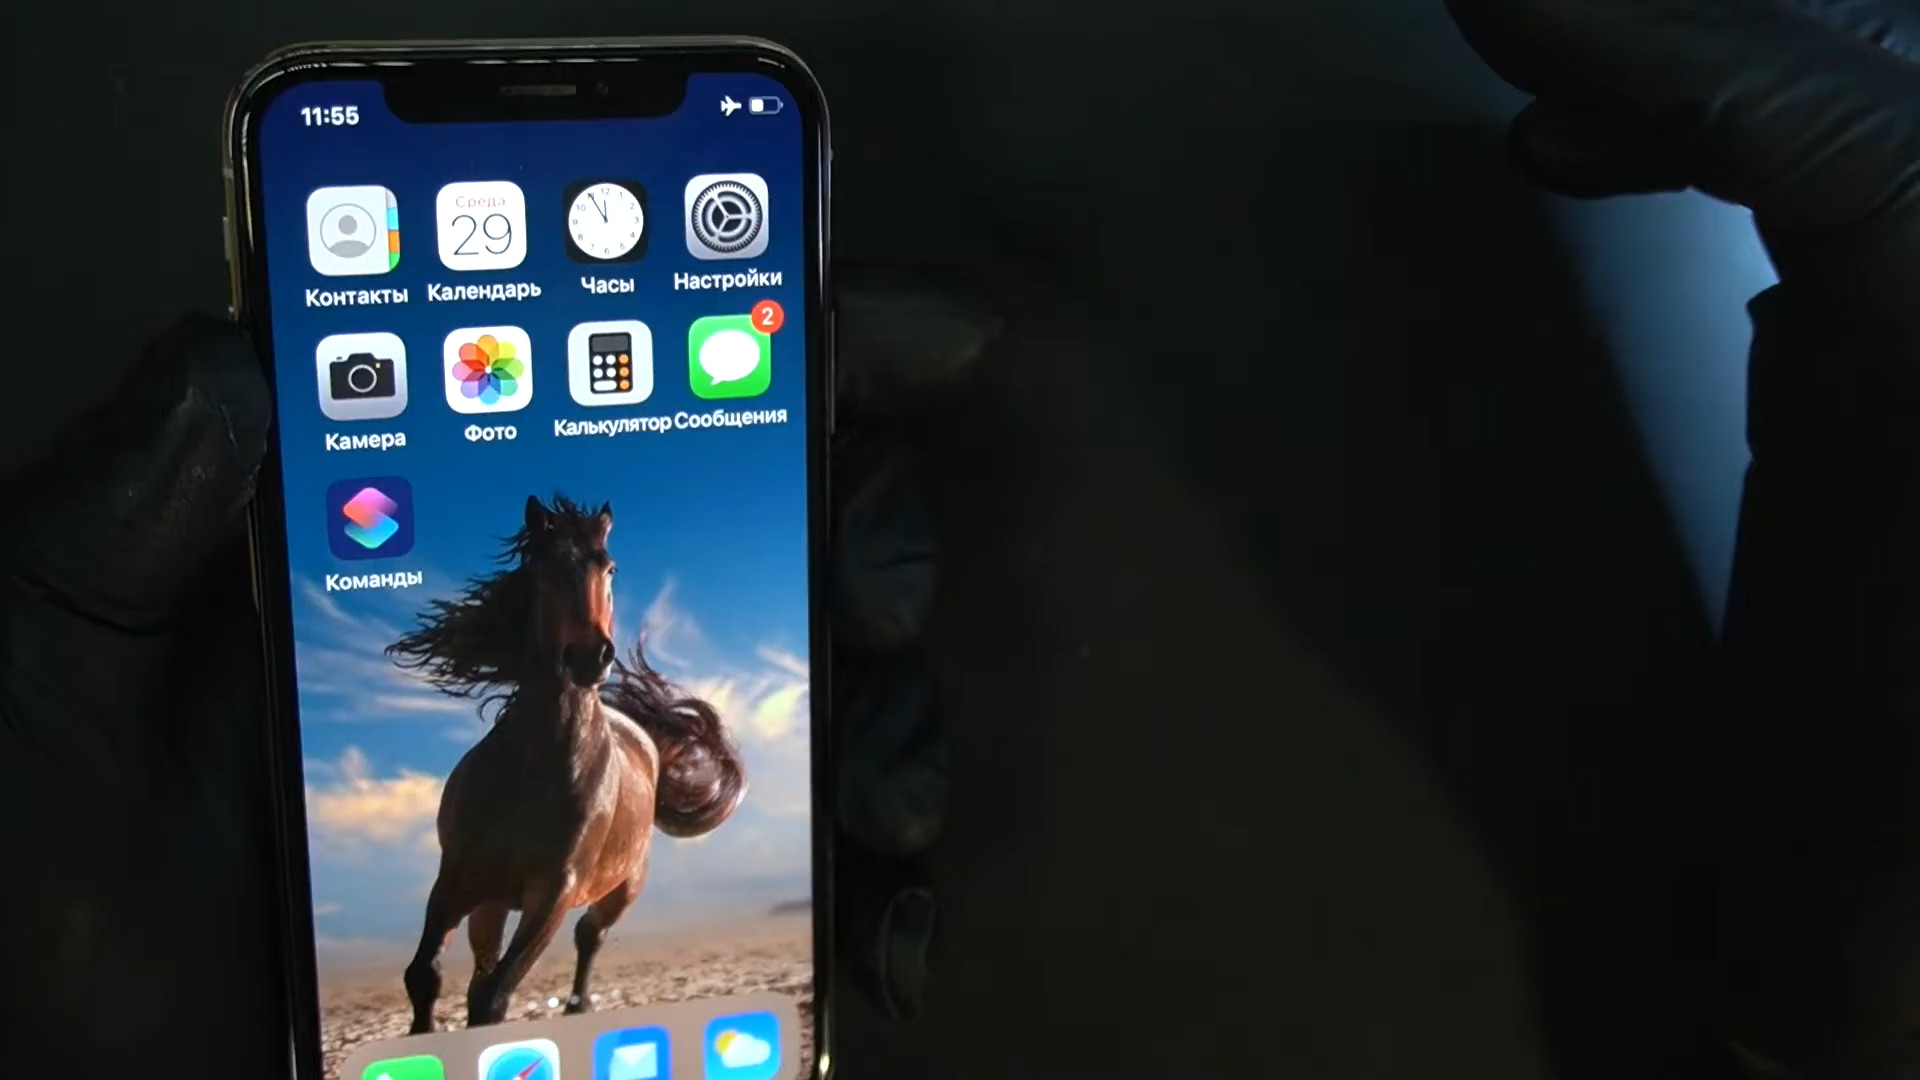 11:55
Среда
29
Контакты
Календарь
Часы
Настройки
2
Камера
Фото
Калькулятор
Сообщения
Команды